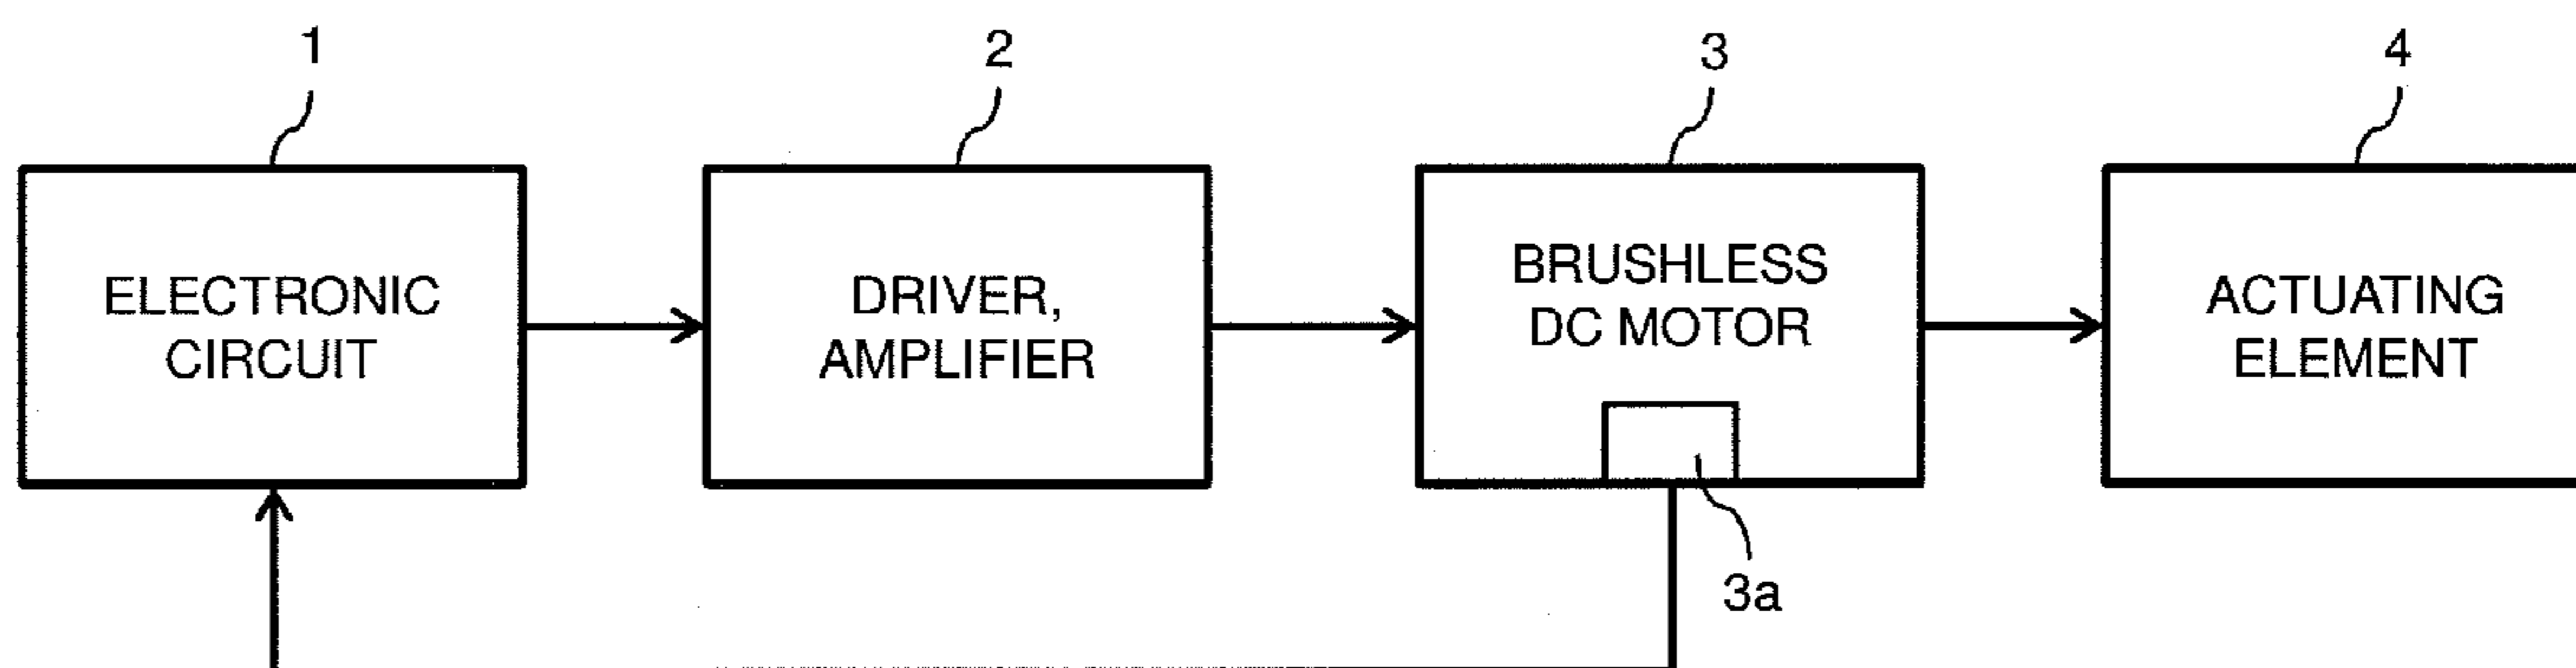 1
2
3
4
ELECTRONIC
CIRCUIT
DRIVER,
AMPLIFIER
BRUSHLESS
DC MOTOR
ACTUATING
ELEMENT
3a